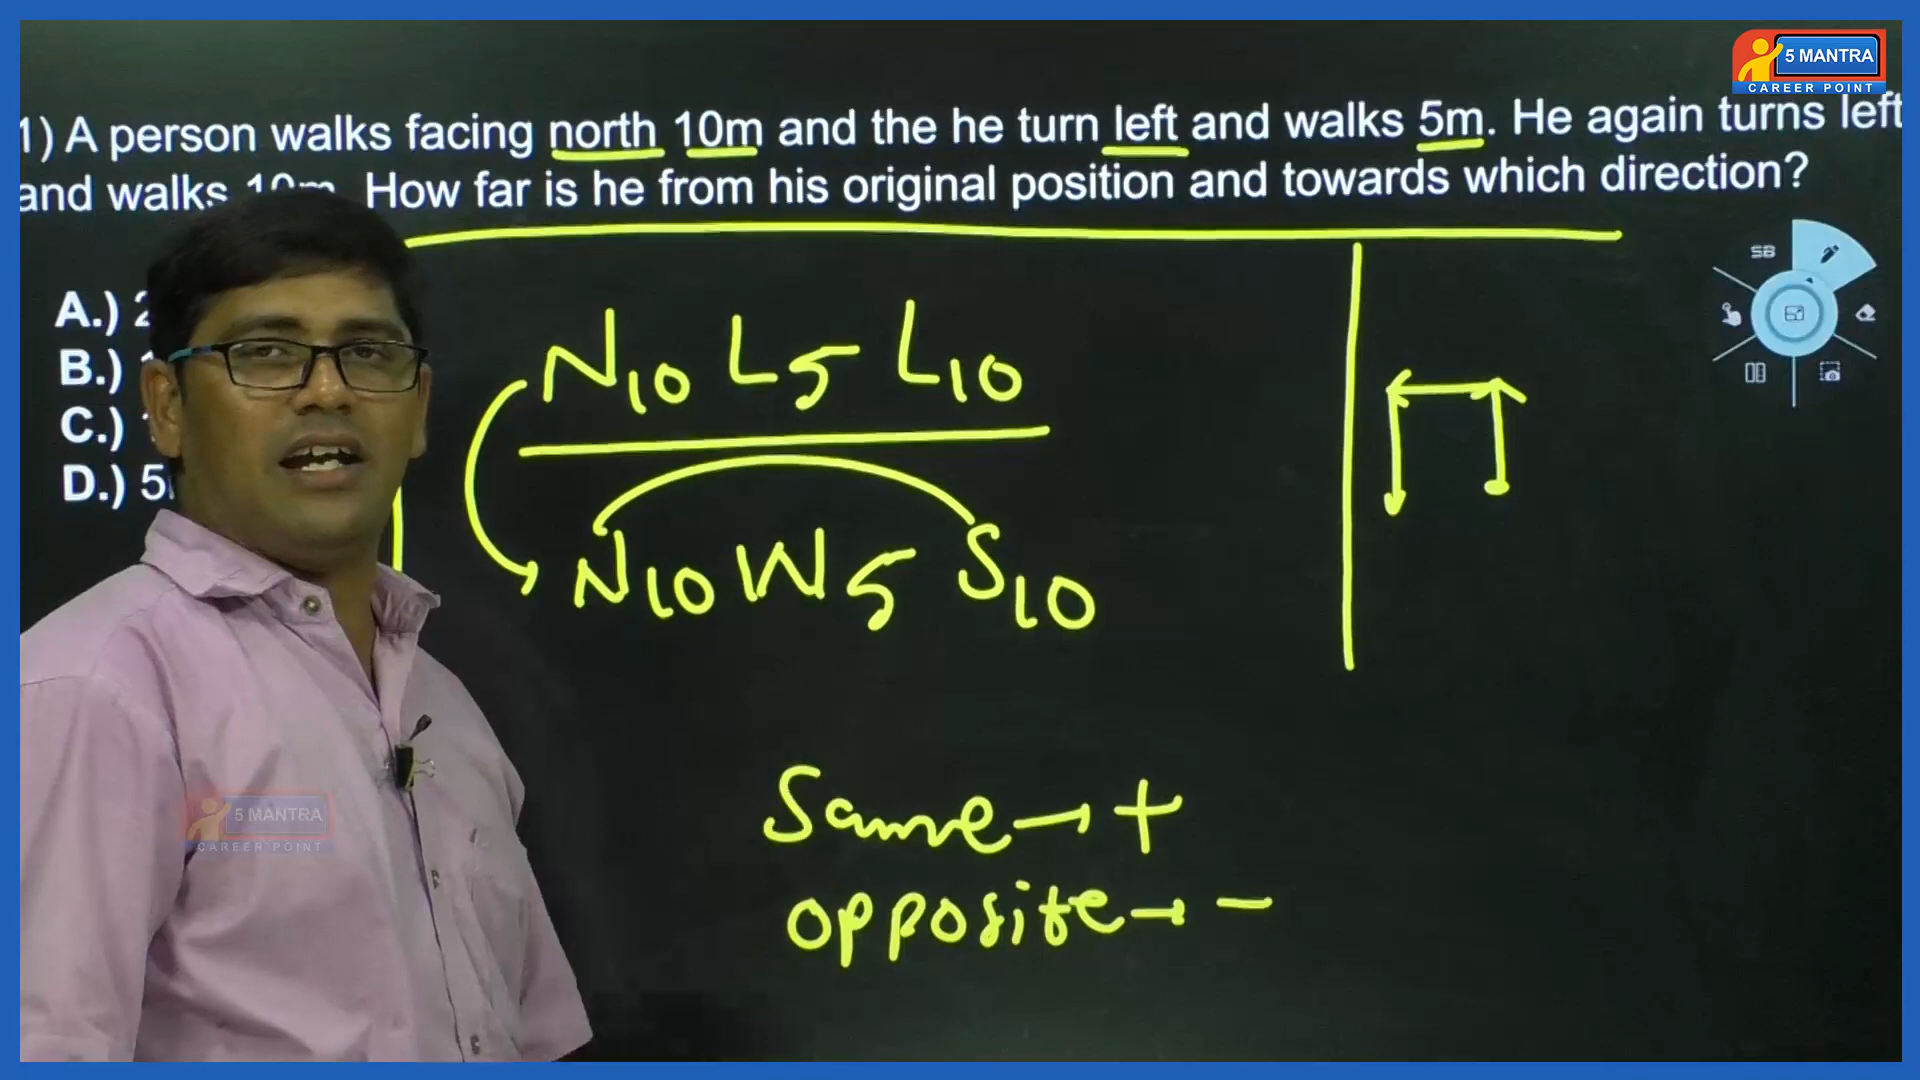 5 MANTRA
CAREER POINT
1) A person walks facing north 10m and the he turn left and walks 5m. He again turns left
and walks 10m. How far is he from his original position and towards which direction?
A.) 2
B.)
C.)
D.) 5
SB
N10 L5 L10
N10 W5 S10
Same → +
opposite → -
5 MANTRA
CAREER POINT